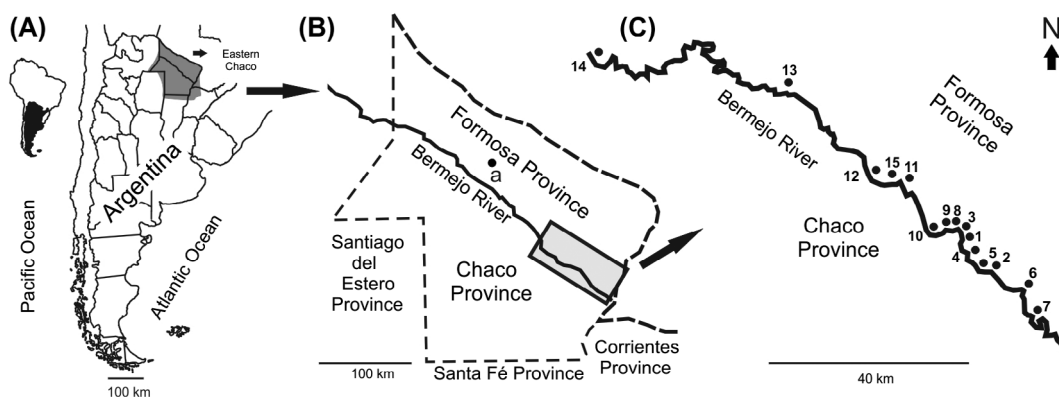 (A)
Eastern
Chaco
Argentina
Pacific Ocean
Atlantic Ocean
100 km
(B)
Formosa Province
a
Bermejo River
Santiago
del
Estero
Province
Chaco
Province
100 km
Santa Fé Province
Corrientes
Province
(C)
N
14
13
Bermejo River
Formosa
Province
12
15
11
Chaco
Province
10
9
8
3
1
4
5
2
6
7
40 km